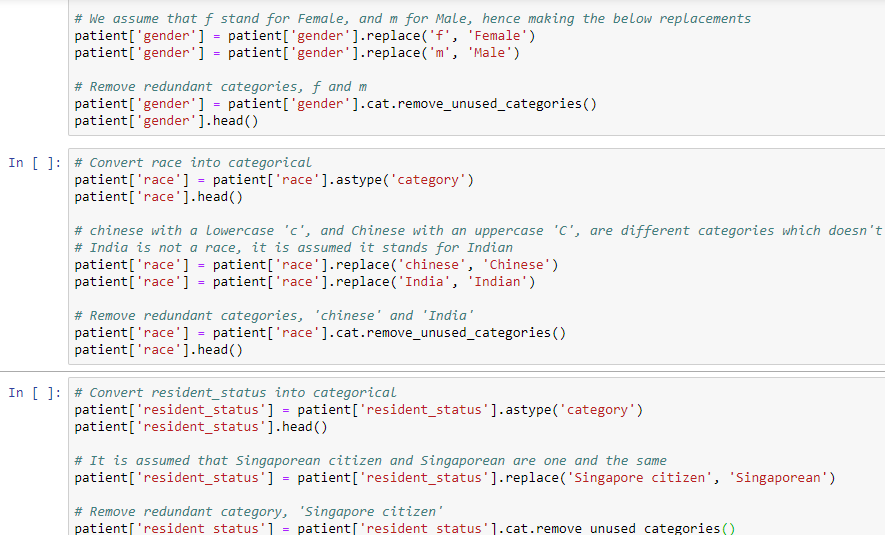 # We assume that f stand for Female, and m for Male, hence making the below replacements
patient['gender'] = patient['gender'].replace('f', 'Female')
patient['gender'] = patient['gender'].replace('m', 'Male')
# Remove redundant categories, f and m
patient['gender'] = patient['gender'].cat.remove_unused_categories()
patient['gender'].head()
In [ ]: # Convert race into categorical
patient['race'] = patient['race'].astype('category')
patient['race'].head()
# chinese with a lowercase 'c', and Chinese with an uppercase 'C', are different categories which doesn't
# India is not a race, it is assumed it stands for Indian
patient['race'] = patient['race'].replace('chinese', 'Chinese')
patient['race'] = patient['race'].replace('India', 'Indian')
# Remove redundant categories, 'chinese' and 'India'
patient['race'] = patient['race'].cat.remove_unused_categories()
patient['race'].head()
In [ ]: # Convert resident_status into categorical
patient['resident_status'] = patient['resident_status'].astype('category')
patient['resident_status'].head()
# It is assumed that Singaporean citizen and Singaporean are one and the same
patient['resident_status'] = patient['resident_status'].replace('Singapore citizen', 'Singaporean')
# Remove redundant category, 'Singapore citizen'
patient['resident_status'] = patient['resident_status'].cat.remove_unused_categories()